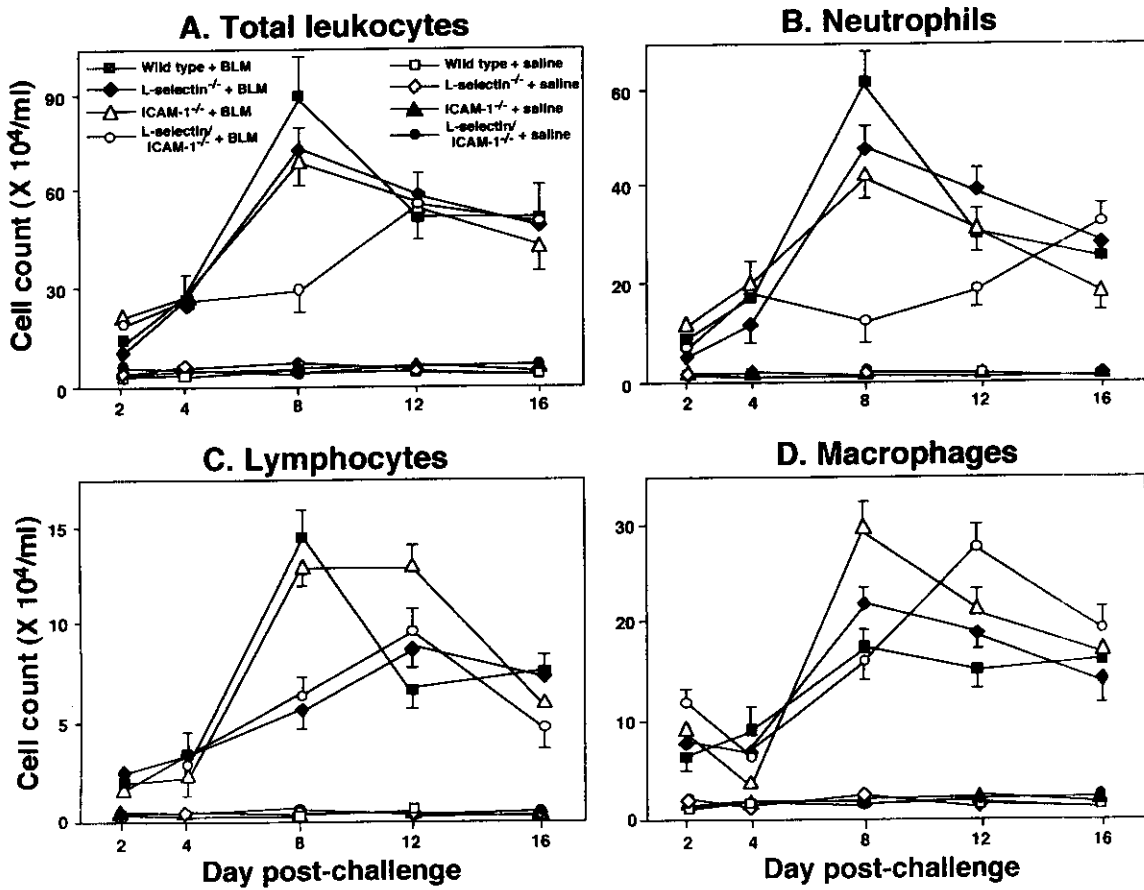 A. Total leukocytes
Cell count (X 10⁴/ml)
90
60
30
0
Wild type + BLM
L-selectin⁻/⁻ + BLM
ICAM-1⁻/⁻ + BLM
L-selectin/
ICAM-1⁻/⁻ + BLM
Wild type + saline
L-selectin⁻/⁻ + saline
ICAM-1⁻/⁻ + saline
L-selectin/
ICAM-1⁻/⁻ + saline
2 4 8 12 16
B. Neutrophils
60
40
20
0
2 4 8 12 16
C. Lymphocytes
Cell count (X 10⁴/ml)
15
10
5
0
2 4 8 12 16
Day post-challenge
D. Macrophages
30
20
10
0
2 4 8 12 16
Day post-challenge